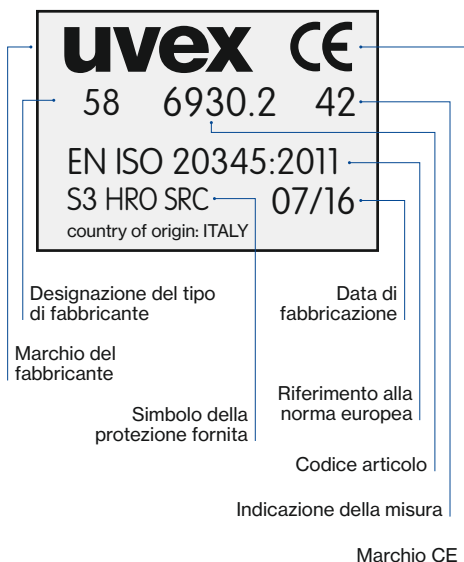 uvex CE
58 6930.2 42
EN ISO 20345:2011
S3 HRO SRC 07/16
country of origin: ITALY
Designazione del tipo
di fabbricante
Data di
fabbricazione
Marchio del
fabbricante
Riferimento alla
norma europea
Simbolo della
protezione fornita
Codice articolo
Indicazione della misura
Marchio CE